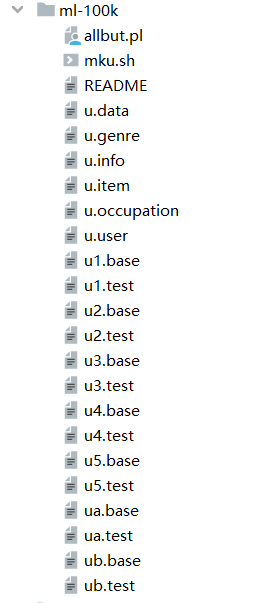 ml-100k
allbut.pl
mku.sh
README
u.data
u.genre
u.info
u.item
u.occupation
u.user
u1.base
u1.test
u2.base
u2.test
u3.base
u3.test
u4.base
u4.test
u5.base
u5.test
ua.base
ua.test
ub.base
ub.test